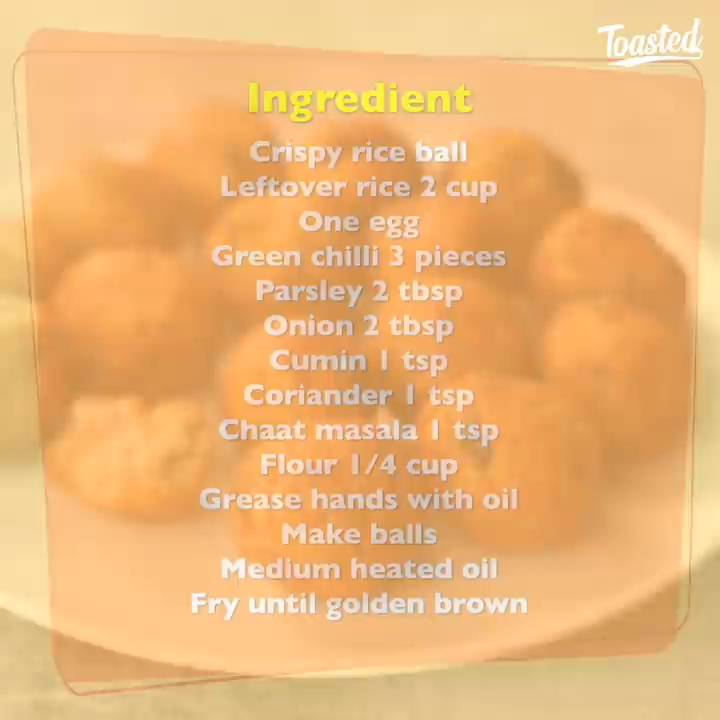 Toasted
Ingredient
Crispy rice ball
Leftover rice 2 cup
One egg
Green chilli 3 pieces
Parsley 2 tbsp
Onion 2 tbsp
Cumin 1 tsp
Coriander 1 tsp
Chaat masala 1 tsp
Flour 1/4 cup
Grease hands with oil
Make balls
Medium heated oil
Fry until golden brown